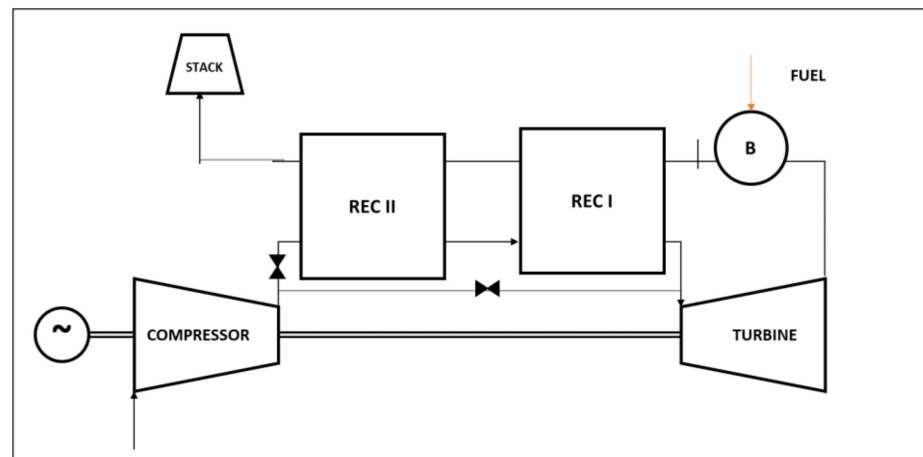 STACK
FUEL
B
REC II
REC I
~
COMPRESSOR
TURBINE